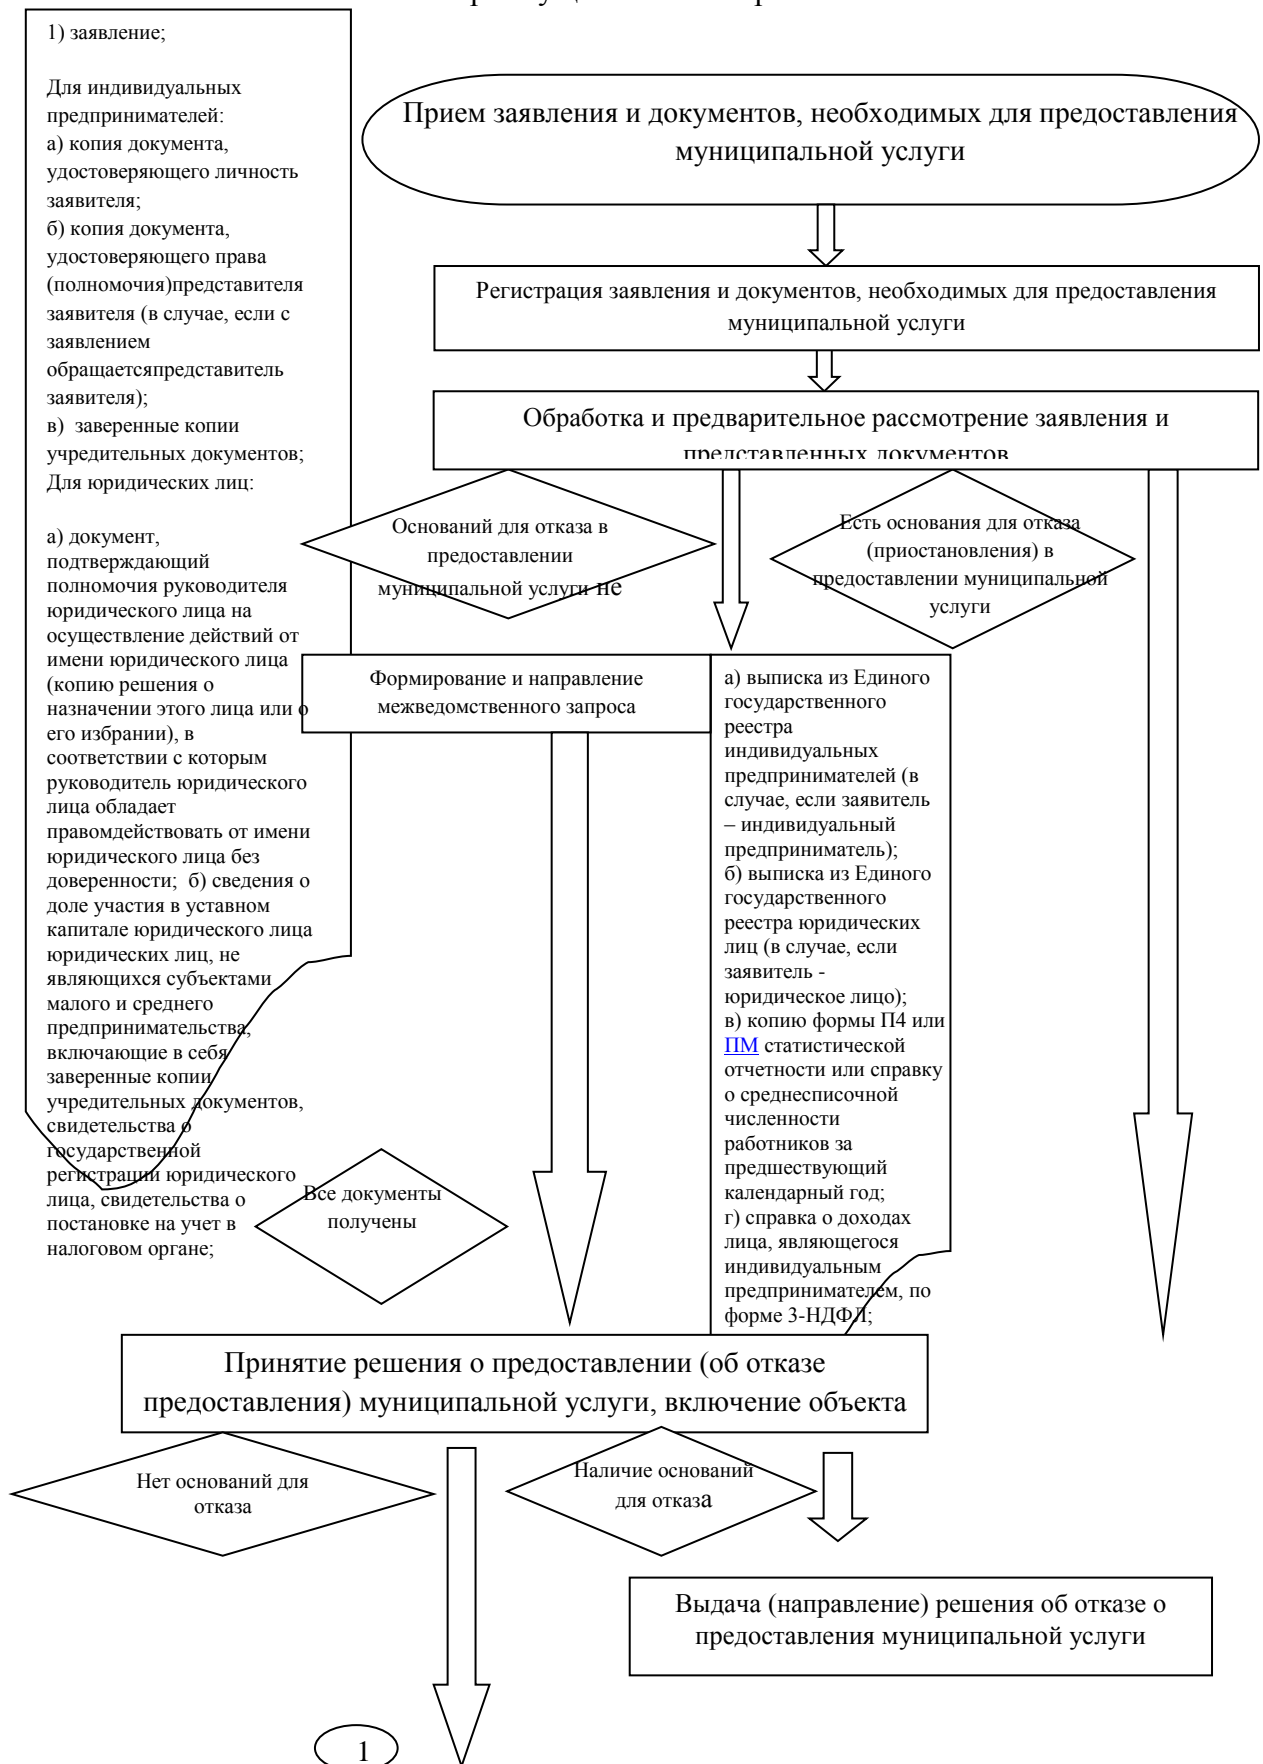 1) заявление;
Для индивидуальных
предпринимателей:
а) копия документа,
удостоверяющего личность
заявителя;
б) копия документа,
удостоверяющего права
(полномочия)представителя
заявителя (в случае, если с
заявлением
обращаетсяпредставитель
заявителя);
в) заверенные копии
учредительных документов;
Для юридических лиц:
а) документ,
подтверждающий
полномочия руководителя
юридического лица на
осуществление действий от
имени юридического лица
(копию решения о
назначении этого лица или о
его избрании), в
соответствии с которым
руководитель юридического
лица обладает
правомдействовать от имени
юридического лица без
доверенности; б) сведения о
доле участия в уставном
капитале юридического лица
юридических лиц, не
являющихся субъектами
малого и среднего
предпринимательства,
включающие в себя
заверенные копии
учредительных документов,
свидетельства о
государственной
регистрации юридического
лица, свидетельства о
постановке на учет в
налоговом органе;
Прием заявления и документов, необходимых для предоставления
муниципальной услуги
Регистрация заявления и документов, необходимых для предоставления
муниципальной услуги
Обработка и предварительное рассмотрение заявления и
представленных документов
Оснований для отказа в
предоставлении
муниципальной услуги не
Есть основания для отказа
(приостановления) в
предоставлении муниципальной
услуги
Формирование и направление
межведомственного запроса
а) выписка из Единого
государственного
реестра
индивидуальных
предпринимателей (в
случае, если заявитель
– индивидуальный
предприниматель);
б) выписка из Единого
государственного
реестра юридических
лиц (в случае, если
заявитель -
юридическое лицо);
в) копию формы П4 или
ПМ статистической
отчетности или справку
о среднесписочной
численности
работников за
предшествующий
календарный год;
г) справка о доходах
лица, являющегося
индивидуальным
предпринимателем, по
форме 3-НДФЛ;
Все документы
получены
Принятие решения о предоставлении (об отказе
предоставления) муниципальной услуги, включение объекта
Нет оснований для
отказа
Наличие оснований
для отказа
Выдача (направление) решения об отказе о
предоставления муниципальной услуги
1